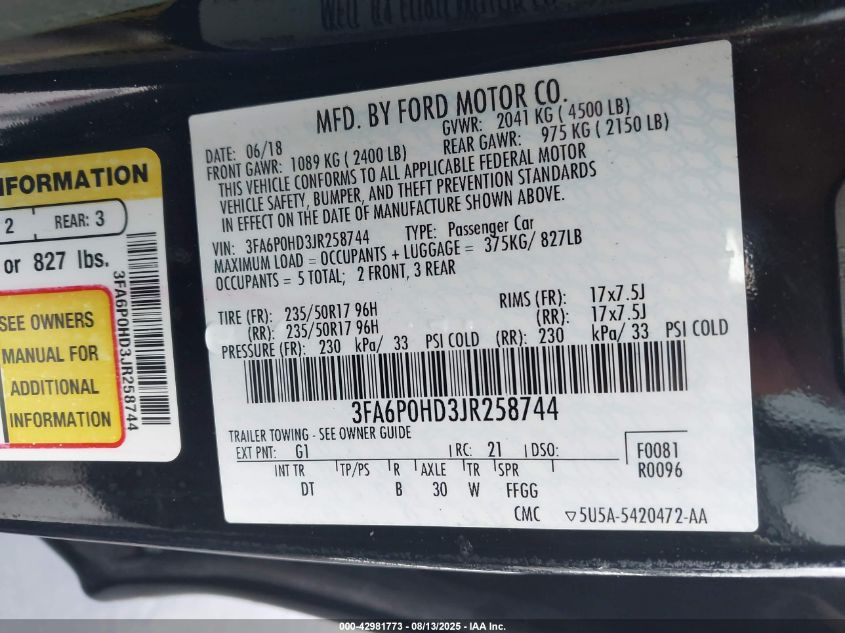 MFD. BY FORD MOTOR CO.
DATE: 06/18 GVWR: 2041 KG ( 4500 LB)
FRONT GAWR: 1089 KG ( 2400 LB) REAR GAWR: 975 KG ( 2150 LB)
THIS VEHICLE CONFORMS TO ALL APPLICABLE FEDERAL MOTOR
VEHICLE SAFETY, BUMPER, AND THEFT PREVENTION STANDARDS
IN EFFECT ON THE DATE OF MANUFACTURE SHOWN ABOVE.
VIN: 3FA6P0HD3JR258744 TYPE: Passenger Car
MAXIMUM LOAD = OCCUPANTS + LUGGAGE = 375KG/ 827LB
OCCUPANTS = 5 TOTAL; 2 FRONT, 3 REAR
TIRE (FR): 235/50R17 96H RIMS (FR): 17x7.5J
(RR): 235/50R17 96H (RR): 17x7.5J
PRESSURE (FR): 230 kPa/ 33 PSI COLD (RR): 230 kPa/ 33 PSI COLD
3FA6P0HD3JR258744
TRAILER TOWING - SEE OWNER GUIDE
EXT PNT: G1 RC: 21 DSO: F0081
R0096
INT TR TP/PS R AXLE TR SPR
DT B 30 W FFGG
CMC ▽5U5A-5420472-AA
INFORMATION
2 REAR: 3
or 827 lbs.
SEE OWNERS
MANUAL FOR
ADDITIONAL
INFORMATION
3FA6P0HD3JR258744
000-42981773 - 08/13/2025 - IAA Inc.